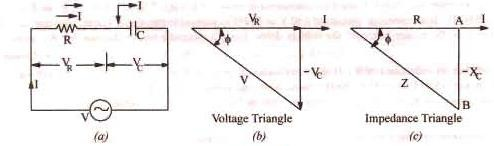 I
I
R
C
V_R
V_C
I
V
(a)
V_R
I
ϕ
V
-V_C
Voltage Triangle
(b)
R
A
I
ϕ
Z
-X_C
B
Impedance Triangle
(c)